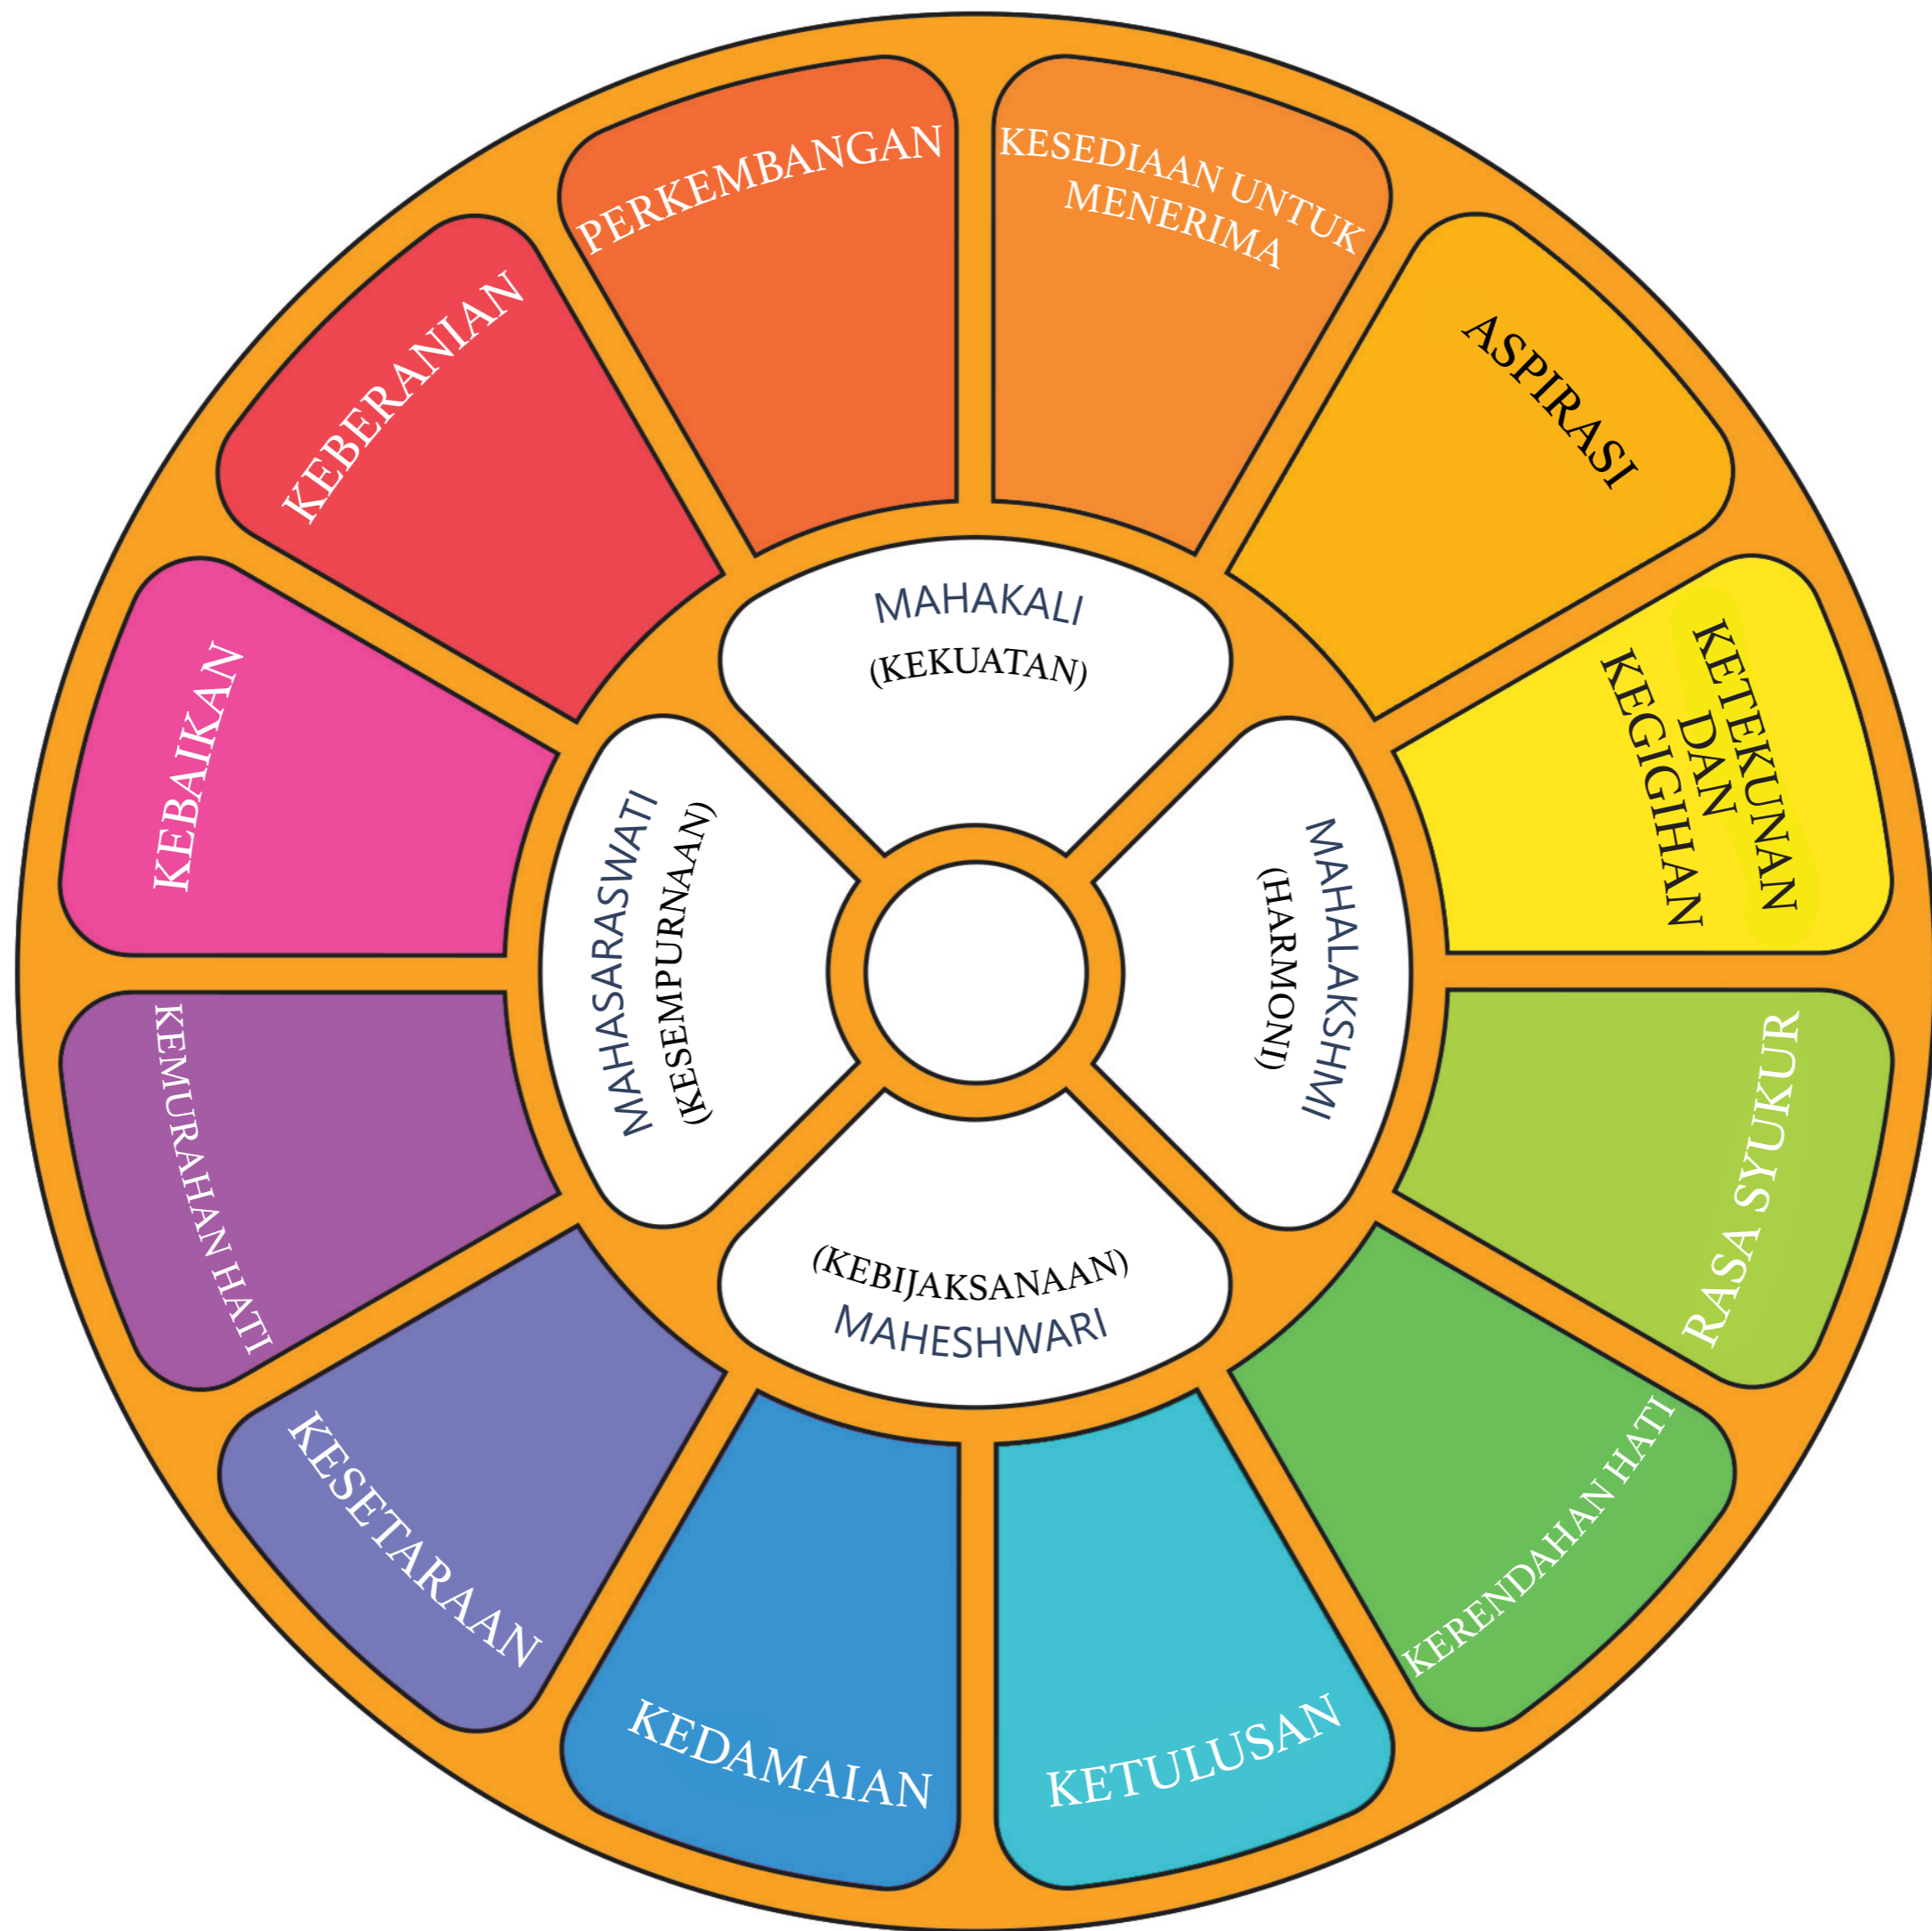 PERKEMBANGAN
KESEDIAAN UNTUK
MENERIMA
ASPIRASI
KETEKUNAN
DAN
KEGIGIHAN
RASA SYUKUR
KERENDAHAN HATI
KETULUSAN
KEDAMAIAN
KESETARAAN
KEMURAHAN HATI
KEBAIKAN
KEBERANIAN
MAHAKALI
(KEKUATAN)
MAHALAKSHMI
(HARMONI)
(KEBIJAKSANAAN)
MAHESHWARI
MAHASARASWATI
(KESEMPURNAAN)